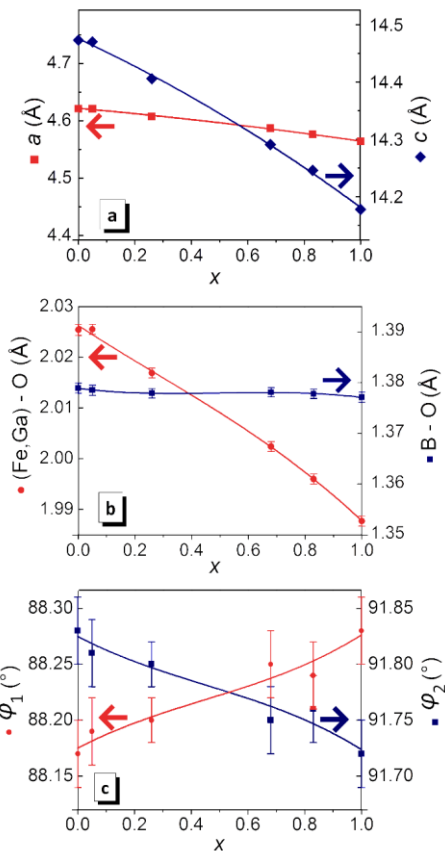 4.7
4.6
4.5
4.4
a (Å)
14.5
14.4
14.3
14.2
c (Å)
a
0.0 0.2 0.4 0.6 0.8 1.0
x
2.03
2.02
2.01
2.00
1.99
(Fe,Ga) - O (Å)
1.39
1.38
1.37
1.36
1.35
B - O (Å)
b
0.0 0.2 0.4 0.6 0.8 1.0
x
88.30
88.25
88.20
88.15
φ1 (°)
91.85
91.80
91.75
91.70
φ2 (°)
c
0.0 0.2 0.4 0.6 0.8 1.0
x